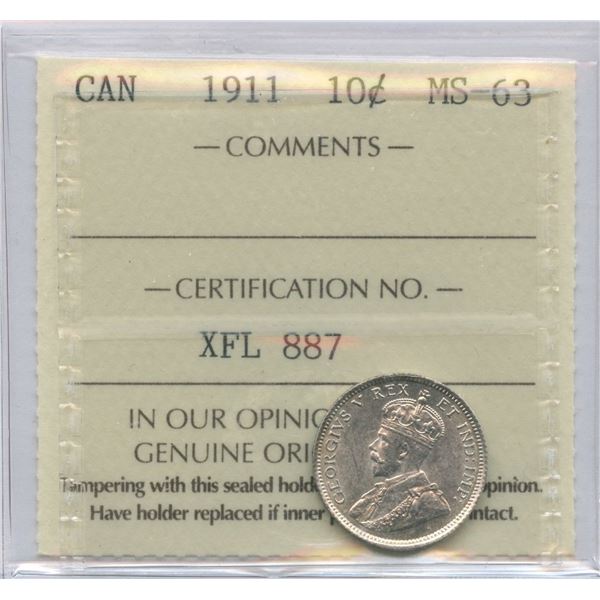 CAN 1911 10¢ MS-63
— COMMENTS —
— CERTIFICATION NO. —
XFL 887
IN OUR OPINIO
GENUINE ORI
Tampering with this sealed hold pinion.
Have holder replaced if inner ntact.
GEORGIVS V REX ET IND:IMP: